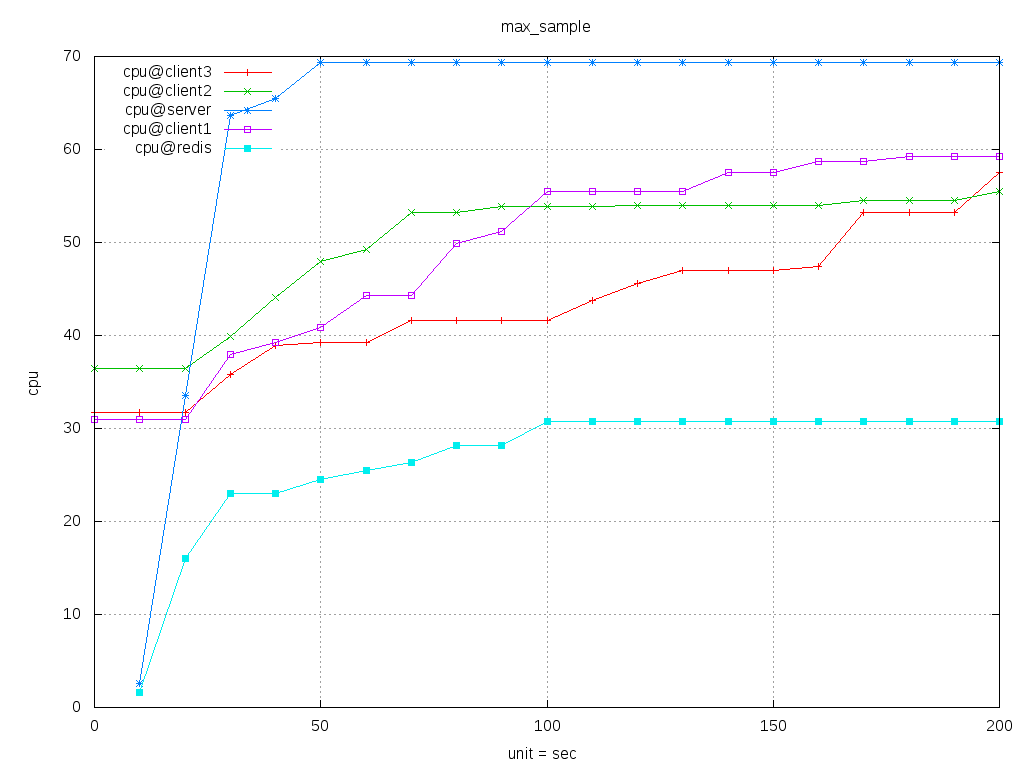 max_sample
70
60
50
40
30
20
10
0
cpu
cpu@client3
cpu@client2
cpu@server
cpu@client1
cpu@redis
0 50 100 150 200
unit = sec